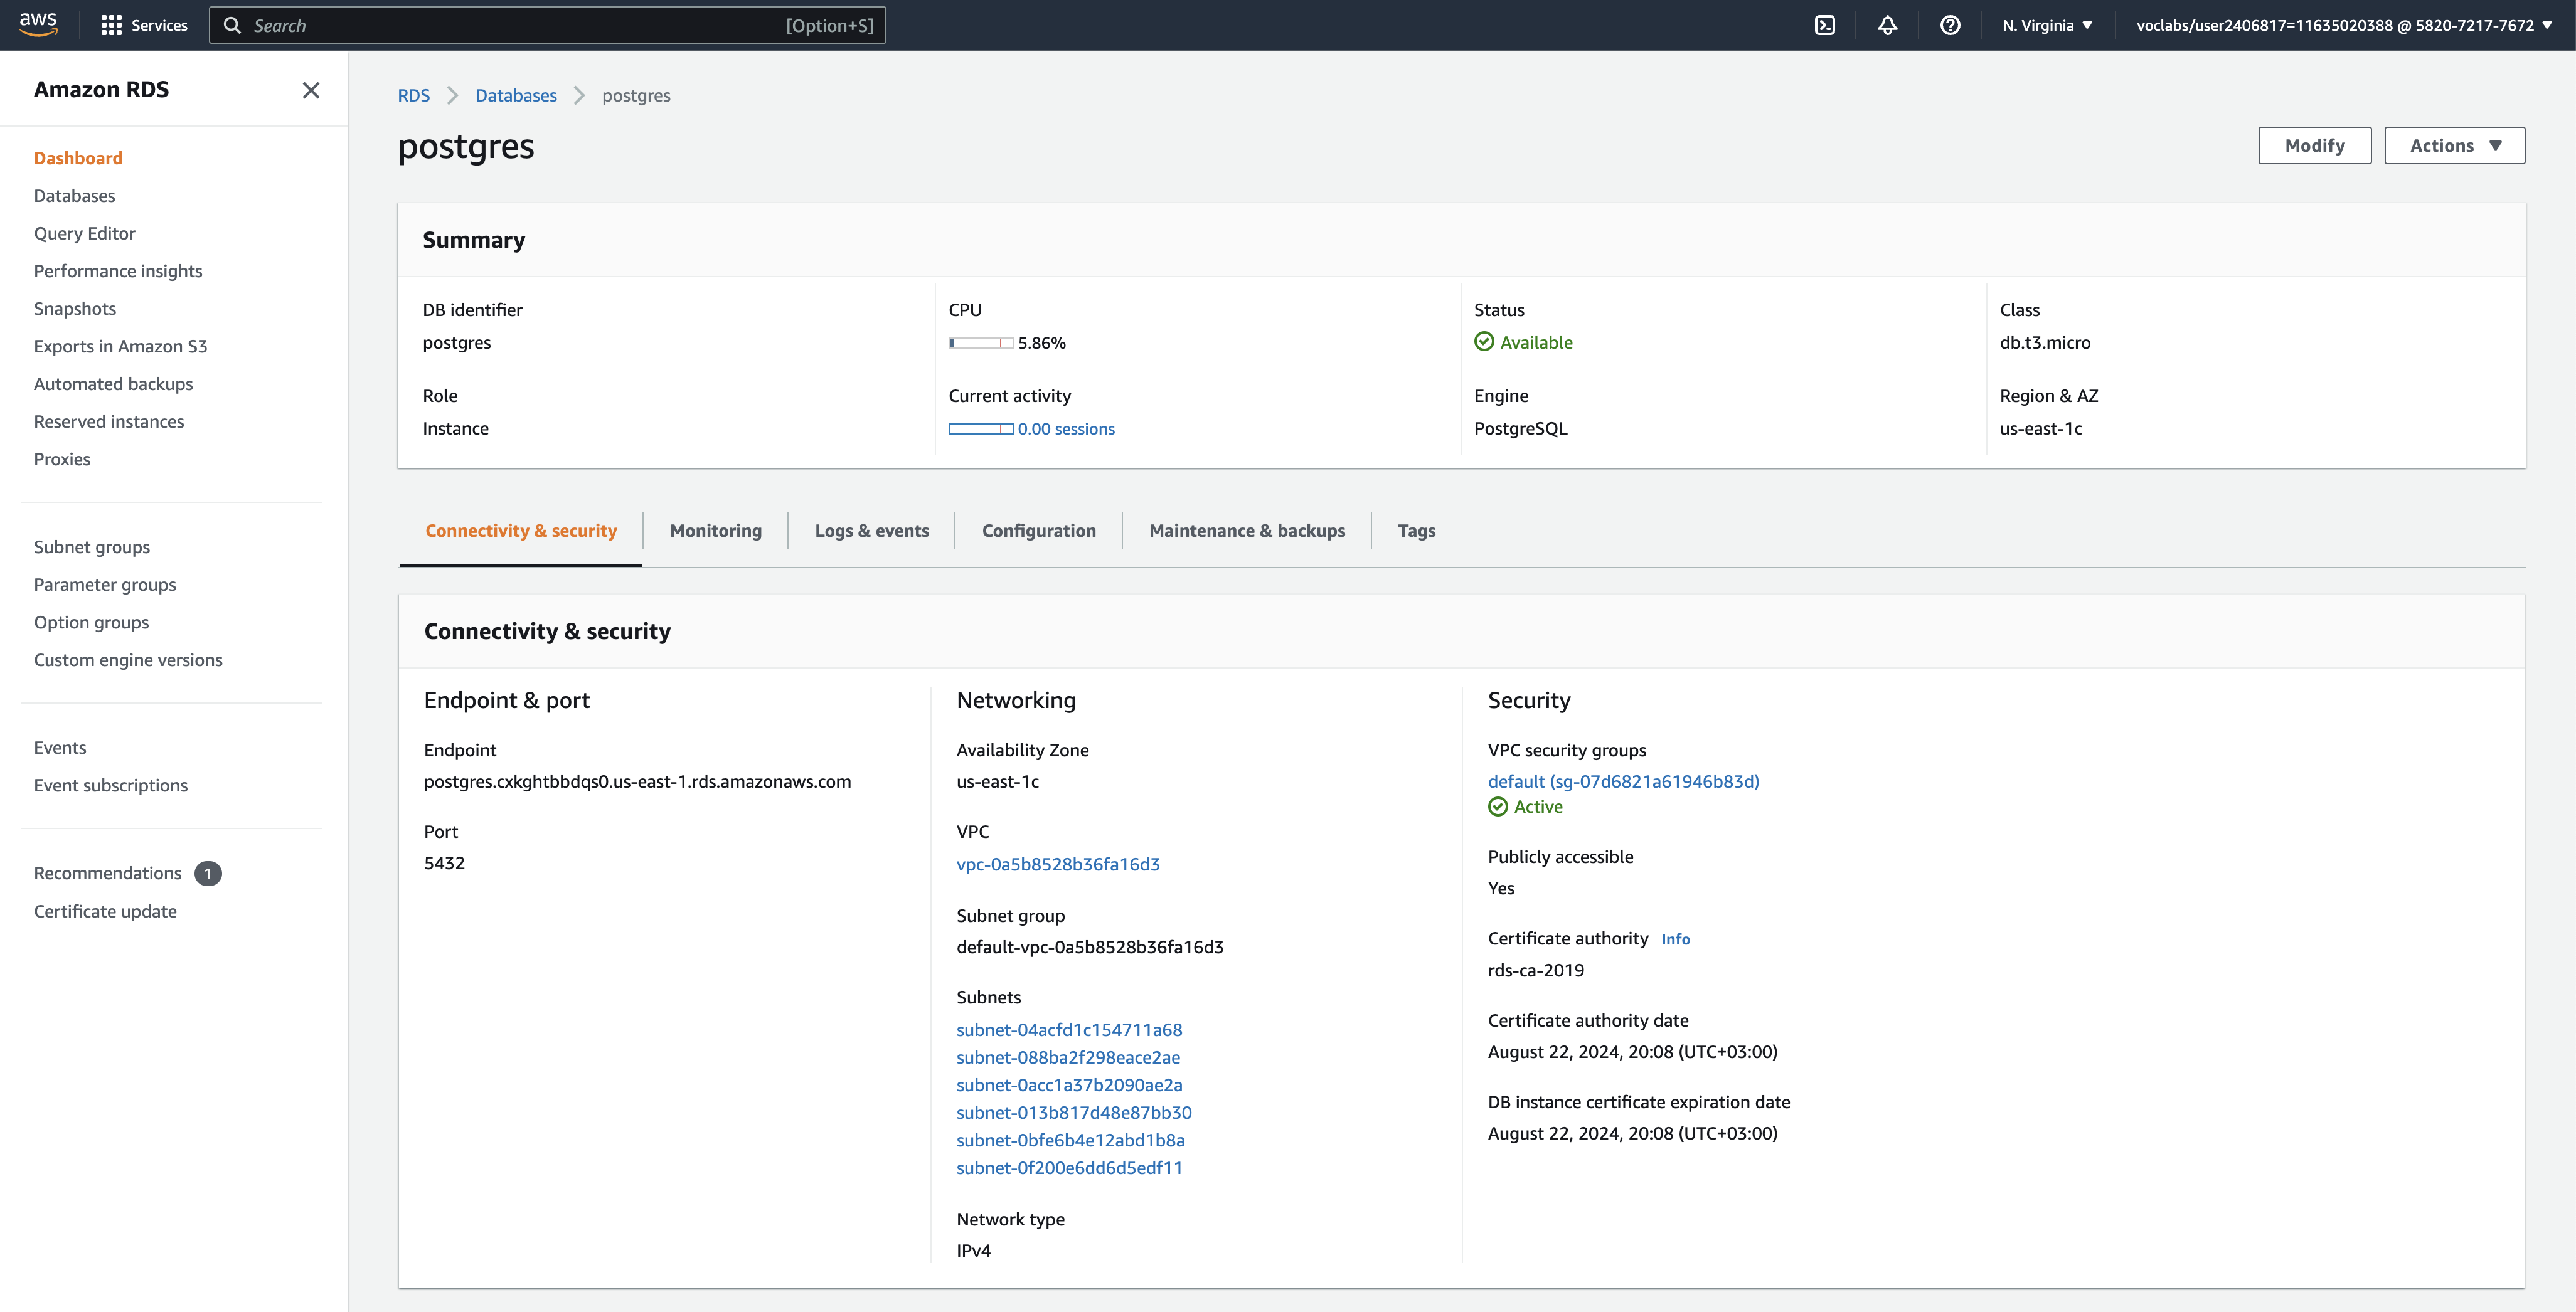 aws
Services
Search [Option+S]
N. Virginia
voclabs/user2406817=11635020388 @ 5820-7217-7672
Amazon RDS
Dashboard
Databases
Query Editor
Performance insights
Snapshots
Exports in Amazon S3
Automated backups
Reserved instances
Proxies
Subnet groups
Parameter groups
Option groups
Custom engine versions
Events
Event subscriptions
Recommendations 1
Certificate update
RDS > Databases > postgres
postgres
Modify
Actions
Summary
DB identifier
postgres
Role
Instance
CPU
5.86%
Current activity
0.00 sessions
Status
Available
Engine
PostgreSQL
Class
db.t3.micro
Region & AZ
us-east-1c
Connectivity & security
Monitoring
Logs & events
Configuration
Maintenance & backups
Tags
Connectivity & security
Endpoint & port
Endpoint
postgres.cxkghtbbdqs0.us-east-1.rds.amazonaws.com
Port
5432
Networking
Availability Zone
us-east-1c
VPC
vpc-0a5b8528b36fa16d3
Subnet group
default-vpc-0a5b8528b36fa16d3
Subnets
subnet-04acfd1c154711a68
subnet-088ba2f298eace2ae
subnet-0acc1a37b2090ae2a
subnet-013b817d48e87bb30
subnet-0bfe6b4e12abd1b8a
subnet-0f200e6dd6d5edf11
Network type
IPv4
Security
VPC security groups
default (sg-07d6821a61946b83d)
Active
Publicly accessible
Yes
Certificate authority Info
rds-ca-2019
Certificate authority date
August 22, 2024, 20:08 (UTC+03:00)
DB instance certificate expiration date
August 22, 2024, 20:08 (UTC+03:00)